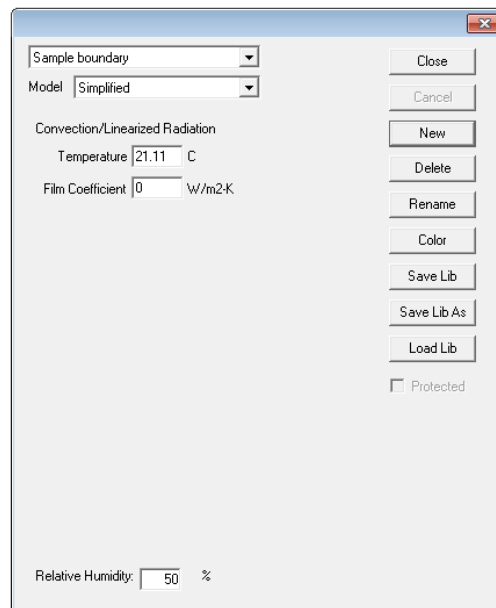 Sample boundary
Model Simplified
Convection/Linearized Radiation
Temperature 21.11 C
Film Coefficient 0 W/m2-K
Relative Humidity: 50 %
Close
Cancel
New
Delete
Rename
Color
Save Lib
Save Lib As
Load Lib
Protected